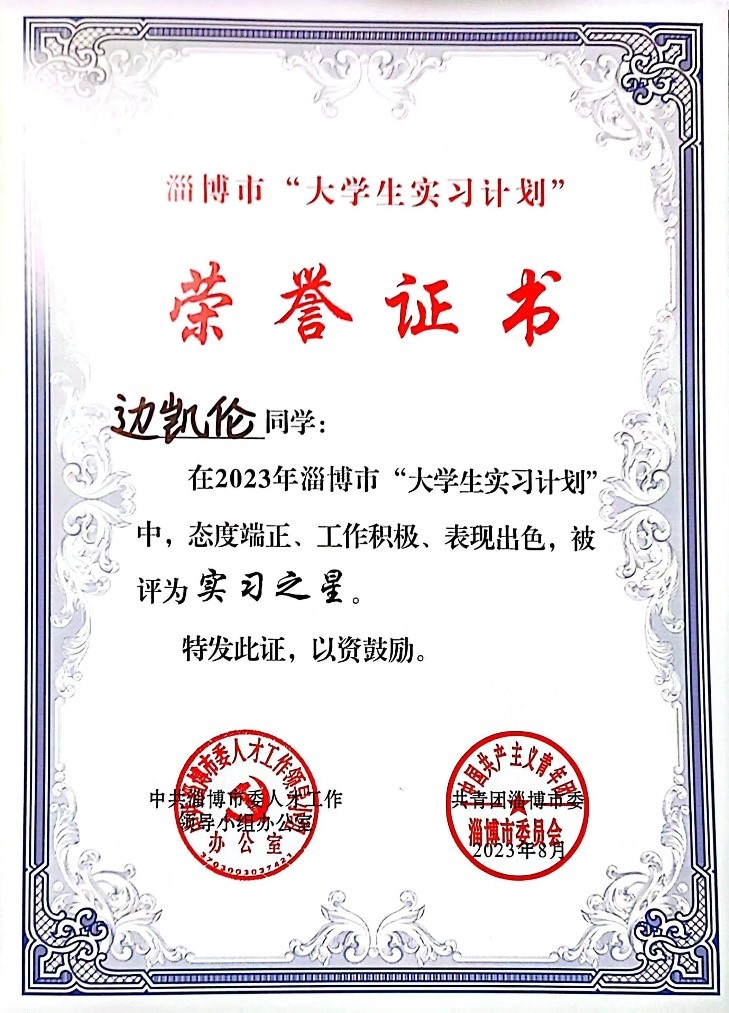 淄博市“大学生实习计划”
荣誉证书
边凯伦同学：
在2023年淄博市“大学生实习计划”
中，态度端正、工作积极、表现出色，被
评为实习之星。
特发此证，以资鼓励。
中共淄博市委人才工作
领导小组办公室
中共淄博市委人才工作领导小组
办公室
3703003037421
共青团淄博市委
2023年8月
中国共产主义青年团
淄博市委员会